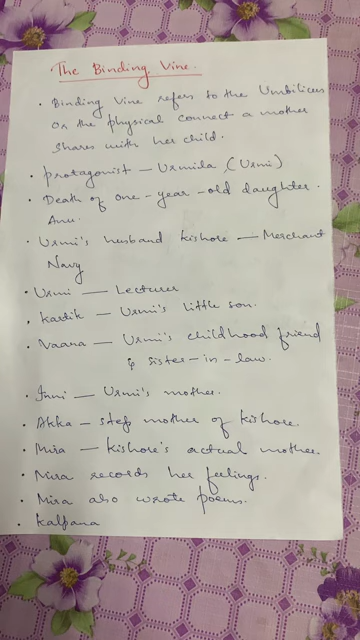 The Binding Vine.
• Binding Vine refers to the Umbilicus
Or the physical connect a mother
shares with her child.
• protagonist — Urmila (Urmi)
• Death of one-year-old daughter.
Anu.
• Urmi's husband kishore — Merchant
Navy
• Urmi — Lecturer
• Kartik — Urmi's little son.
• Vaana — Urmi's childhood friend
& sister-in-law.
• Inni — Urmi's mother.
• Akka — step mother of kishore.
• Mira — kishore's actual mother.
• Mira records her feelings.
• Mira also wrote poems.
• kalpana